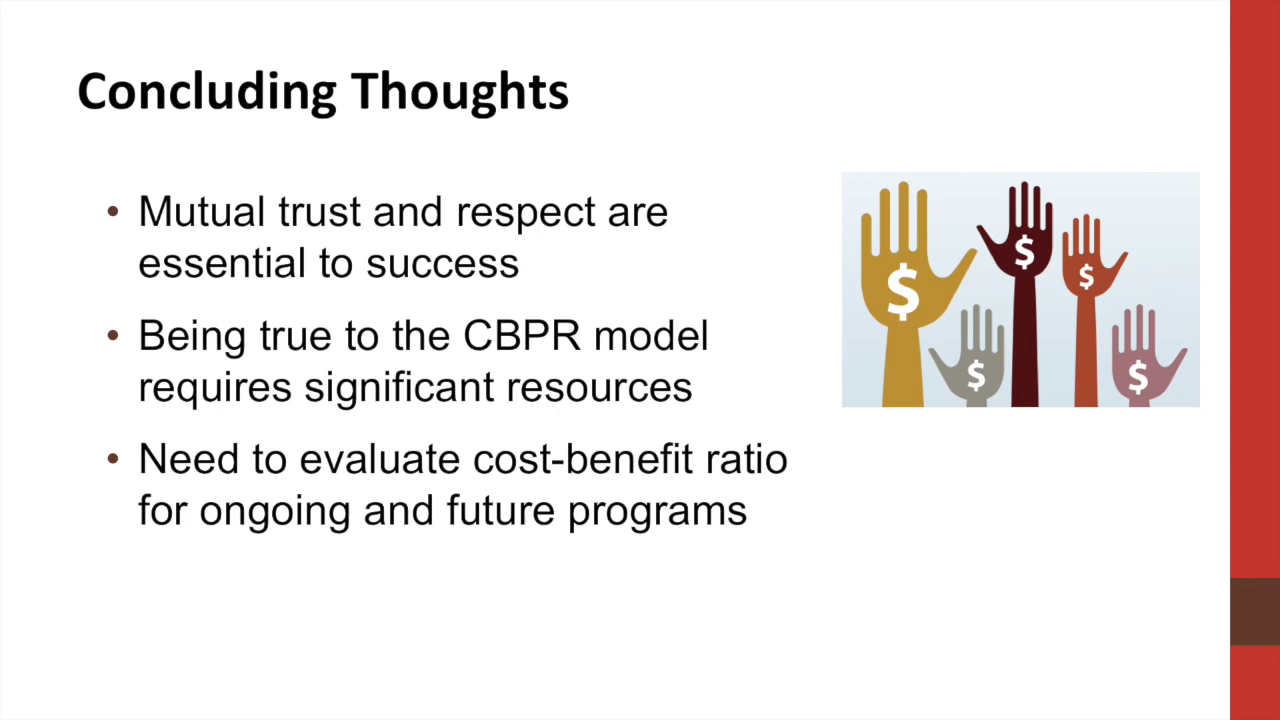 Concluding Thoughts
• Mutual trust and respect are
essential to success
• Being true to the CBPR model
requires significant resources
• Need to evaluate cost-benefit ratio
for ongoing and future programs
$
$
$
$
$